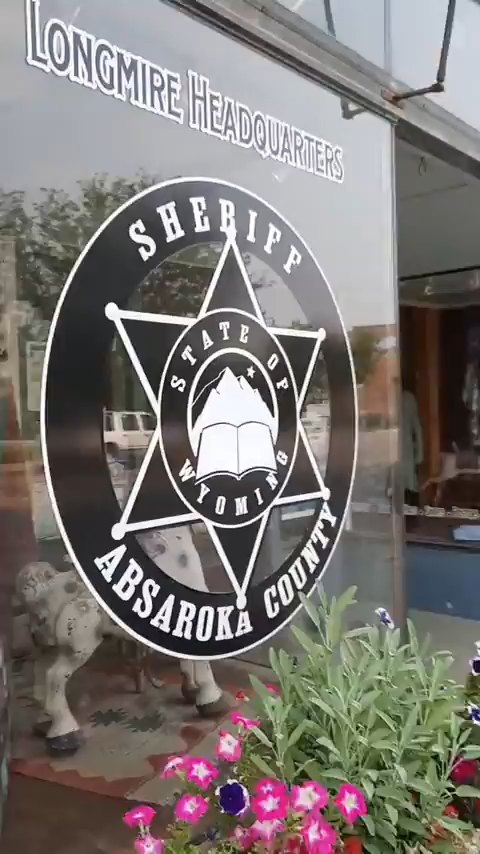 LONGMIRE HEADQUARTERS
SHERIFF
STATE OF
WYOMING
ABSAROKA COUNTY